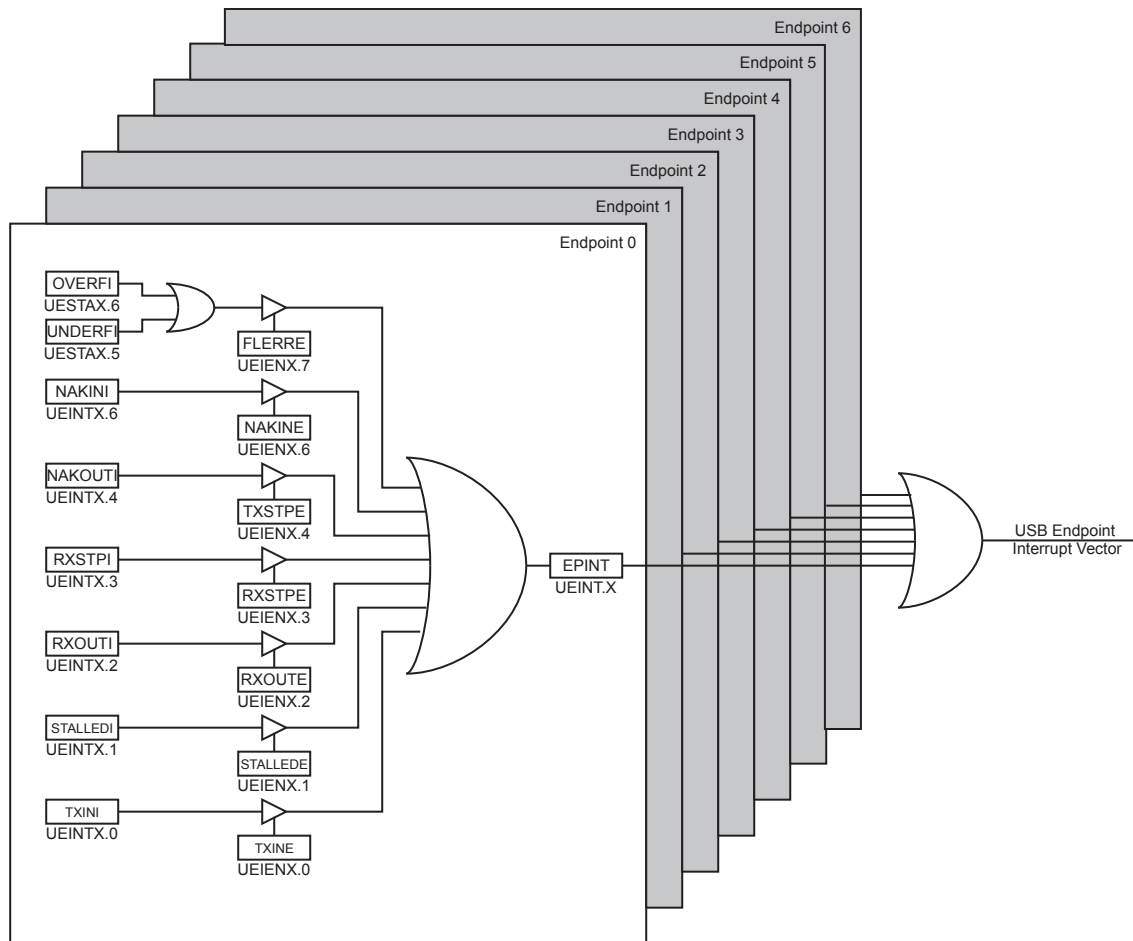 Endpoint 6
Endpoint 5
Endpoint 4
Endpoint 3
Endpoint 2
Endpoint 1
Endpoint 0
OVERFI
UESTAX.6
UNDERFI
UESTAX.5
FLERRE
UEIENX.7
NAKINI
UEINTX.6
NAKINE
UEIENX.6
NAKOUTI
UEINTX.4
TXSTPE
UEIENX.4
RXSTPI
UEINTX.3
RXSTPE
UEIENX.3
EPINT
UEINT.X
USB Endpoint
Interrupt Vector
RXOUTI
UEINTX.2
RXOUTE
UEIENX.2
STALLEDI
UEINTX.1
STALLEDE
UEIENX.1
TXINI
UEINTX.0
TXINE
UEIENX.0